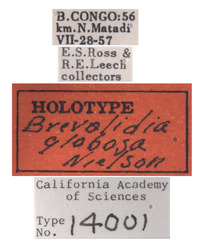 B.CONGO:56
km.N.Matadi
VII-28-57
E.S.Ross &
R.E.Leech
collectors
HOLOTYPE
Brevolidia
globosa
Nielson
California Academy
of Sciences
Type
No. 14001